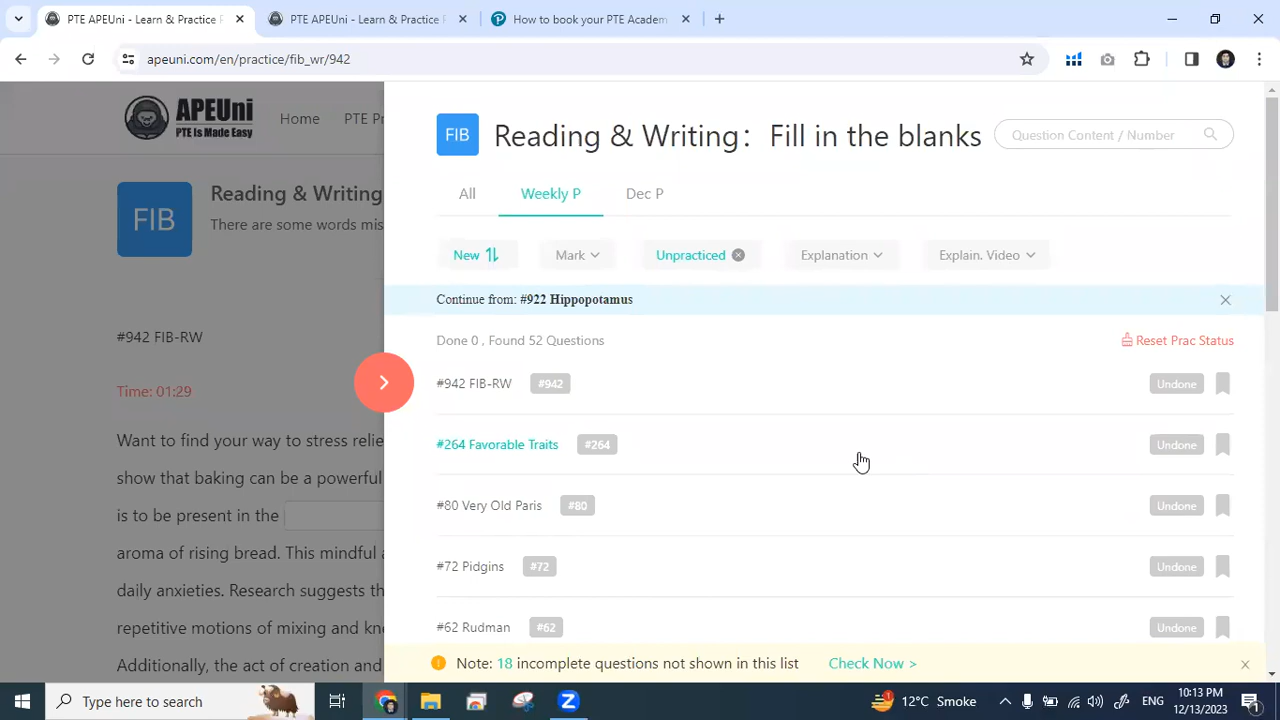 PTE APEUni - Learn & Practice F
PTE APEUni - Learn & Practice F
How to book your PTE Academ
apeuni.com/en/practice/fib_wr/942
APEUni
PTE Is Made Easy
Home
PTE Pr
FIB
Reading & Writing
There are some words mis
#942 FIB-RW
Time: 01:29
Want to find your way to stress relie
show that baking can be a powerful
is to be present in the
aroma of rising bread. This mindful a
daily anxieties. Research suggests th
repetitive motions of mixing and kne
Additionally, the act of creation and
FIB
Reading & Writing： Fill in the blanks
Question Content / Number
All
Weekly P
Dec P
New
Mark
Unpracticed
Explanation
Explain. Video
Continue from: #922 Hippopotamus
Done 0 , Found 52 Questions
Reset Prac Status
#942 FIB-RW #942 Undone
#264 Favorable Traits #264 Undone
#80 Very Old Paris #80 Undone
#72 Pidgins #72 Undone
#62 Rudman #62 Undone
Note: 18 incomplete questions not shown in this list Check Now >
Type here to search
1
12°C Smoke
ENG
10:13 PM
12/13/2023
1